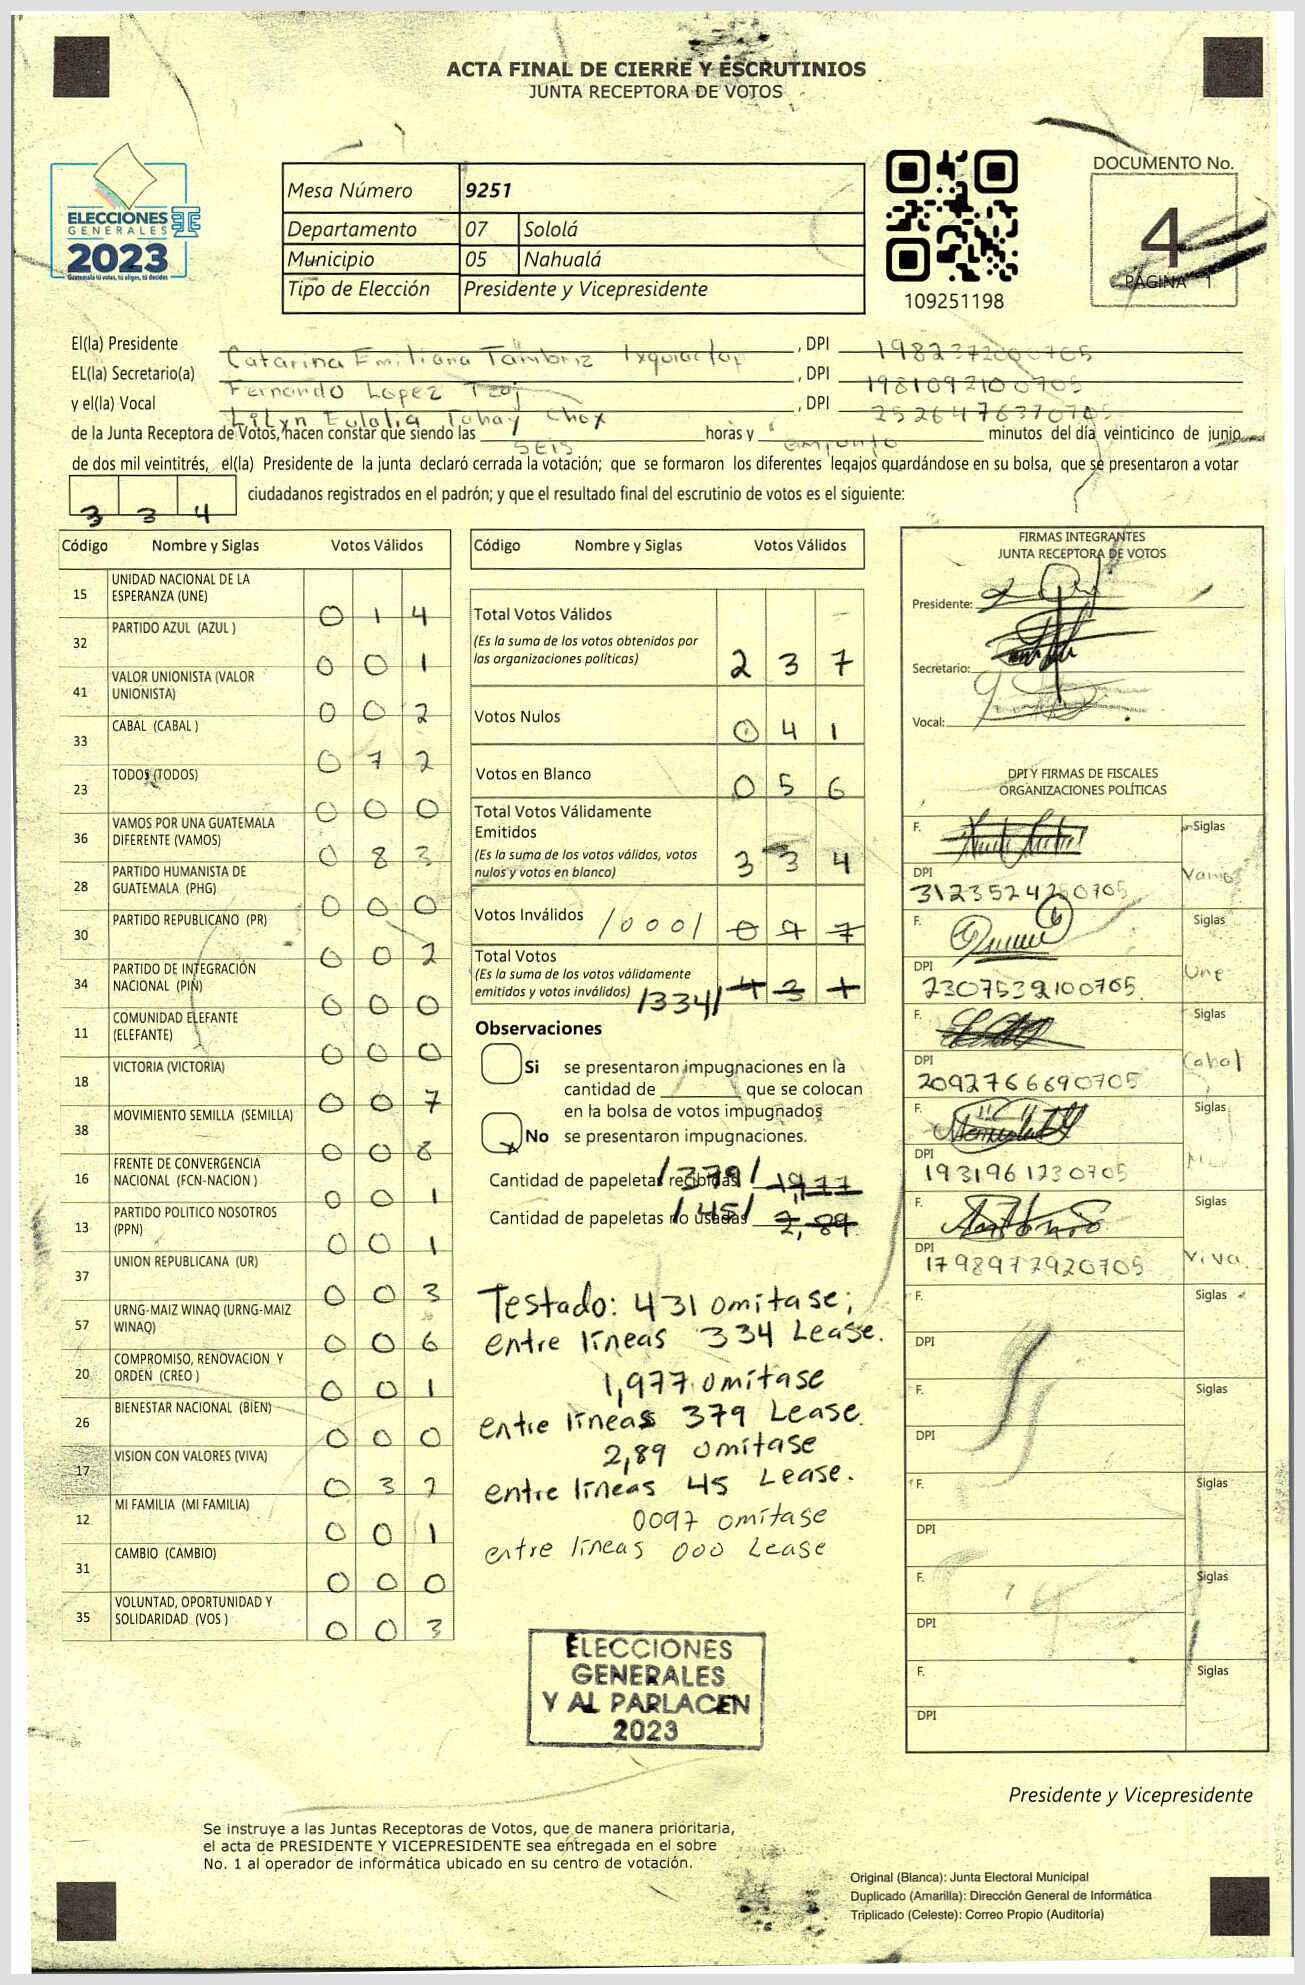 ACTA FINAL DE CIERRE Y ESCRUTINIOS
JUNTA RECEPTORA DE VOTOS
ELECCIONES
GENERALES
2023
Guatemala tú votas, tú eliges, tú decides
Mesa Número 9251
Departamento 07 Sololá
Municipio 05 Nahualá
Tipo de Elección Presidente y Vicepresidente
109251198
DOCUMENTO No.
4
PAGINA 1
El(la) Presidente Catarina Emiliana Tambriz , DPI 1982372000705
EL(la) Secretario(a) Fernando Lopez Tzoj , DPI 1981092100705
y el(la) Vocal Lilyn Eulalia Tahay Chox , DPI 2526476370705
de la Junta Receptora de Votos, hacen constar que siendo las SEIS horas y en punto minutos del día veinticinco de junio
de dos mil veintitrés, el(la) Presidente de la junta declaró cerrada la votación; que se formaron los diferentes legajos guardándose en su bolsa, que se presentaron a votar
3 3 4 ciudadanos registrados en el padrón; y que el resultado final del escrutinio de votos es el siguiente:
Código Nombre y Siglas Votos Válidos
15 UNIDAD NACIONAL DE LA ESPERANZA (UNE) 0 1 4
32 PARTIDO AZUL (AZUL ) 0 0 1
41 VALOR UNIONISTA (VALOR UNIONISTA) 0 0 2
33 CABAL (CABAL ) 0 7 2
23 TODOS (TODOS) 0 0 0
36 VAMOS POR UNA GUATEMALA DIFERENTE (VAMOS) 0 8 3
28 PARTIDO HUMANISTA DE GUATEMALA (PHG) 0 0 0
30 PARTIDO REPUBLICANO (PR) 0 0 2
34 PARTIDO DE INTEGRACIÓN NACIONAL (PIN) 0 0 0
11 COMUNIDAD ELEFANTE (ELEFANTE) 0 0 0
18 VICTORIA (VICTORIA) 0 0 7
38 MOVIMIENTO SEMILLA (SEMILLA) 0 0 8
16 FRENTE DE CONVERGENCIA NACIONAL (FCN-NACION ) 0 0 1
13 PARTIDO POLITICO NOSOTROS (PPN) 0 0 1
37 UNION REPUBLICANA (UR) 0 0 3
57 URNG-MAIZ WINAQ (URNG-MAIZ WINAQ) 0 0 6
20 COMPROMISO, RENOVACION Y ORDEN (CREO ) 0 0 1
26 BIENESTAR NACIONAL (BIEN) 0 0 0
17 VISION CON VALORES (VIVA) 0 3 2
12 MI FAMILIA (MI FAMILIA) 0 0 1
31 CAMBIO (CAMBIO) 0 0 0
35 VOLUNTAD, OPORTUNIDAD Y SOLIDARIDAD (VOS ) 0 0 3
Código Nombre y Siglas Votos Válidos
Total Votos Válidos
(Es la suma de los votos obtenidos por
las organizaciones políticas) 2 3 7
Votos Nulos 0 4 1
Votos en Blanco 0 5 6
Total Votos Válidamente
Emitidos
(Es la suma de los votos válidos, votos
nulos y votos en blanco) 3 3 4
Votos Inválidos /000/ 0 9 7
Total Votos
(Es la suma de los votos válidamente
emitidos y votos inválidos) /334/ 4 3 1
Observaciones
Si se presentaron impugnaciones en la
cantidad de ______ que se colocan
en la bolsa de votos impugnados
x No se presentaron impugnaciones.
Cantidad de papeletas recibidas /379/ 1,977
Cantidad de papeletas no usadas /45/ 2,89
Testado: 431 omítase;
entre líneas 334 Lease.
1,977 omítase
entre líneas 379 Lease.
2,89 omítase
entre líneas 45 Lease.
0097 omítase
entre líneas 000 Lease
ELECCIONES
GENERALES
Y AL PARLACEN
2023
FIRMAS INTEGRANTES
JUNTA RECEPTORA DE VOTOS
Presidente:
Secretario:
Vocal:
DPI Y FIRMAS DE FISCALES
ORGANIZACIONES POLÍTICAS
F. Siglas
DPI Vamos
3123524250705
F. Siglas
DPI Une
2307539100705
F. Siglas
DPI Cabal
2092766690705
F. Siglas
DPI
1931961230705
F. Siglas
DPI Viva.
1798977920705
F. Siglas
DPI
F. Siglas
DPI
F. Siglas
DPI
F. Siglas
DPI
F. Siglas
DPI
Presidente y Vicepresidente
Se instruye a las Juntas Receptoras de Votos, que de manera prioritaria,
el acta de PRESIDENTE Y VICEPRESIDENTE sea entregada en el sobre
No. 1 al operador de informática ubicado en su centro de votación.
Original (Blanca): Junta Electoral Municipal
Duplicado (Amarilla): Dirección General de Informática
Triplicado (Celeste): Correo Propio (Auditoría)